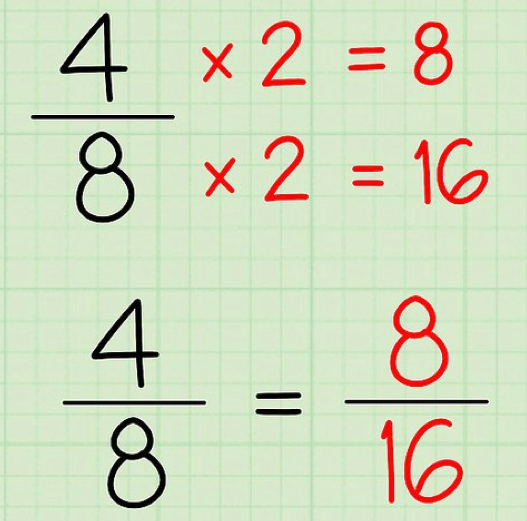 4 × 2 = 8
8 × 2 = 16
4 = 8
8 16